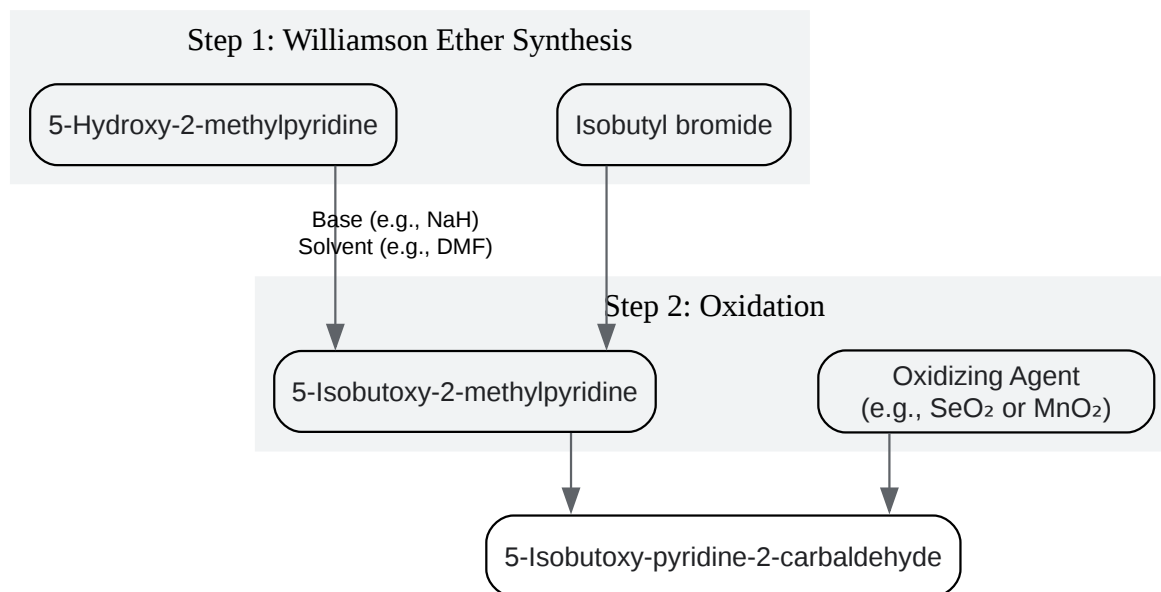 Step 1: Williamson Ether Synthesis
5-Hydroxy-2-methylpyridine
Isobutyl bromide
Base (e.g., NaH)
Solvent (e.g., DMF)
Step 2: Oxidation
5-Isobutoxy-2-methylpyridine
Oxidizing Agent
(e.g., SeO₂ or MnO₂)
5-Isobutoxy-pyridine-2-carbaldehyde